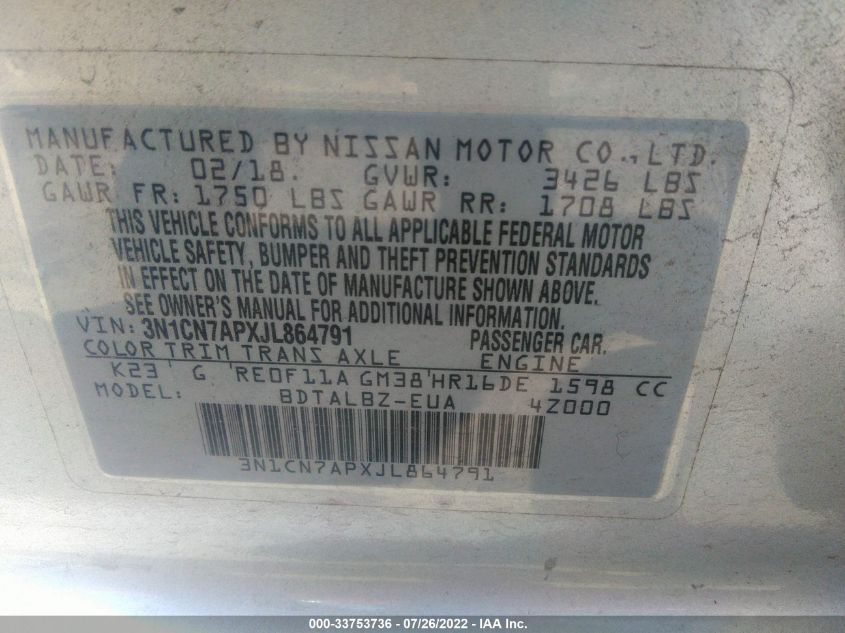 MANUFACTURED BY NISSAN MOTOR CO., LTD.
DATE: 02/18. GVWR: 3426 LBS
GAWR FR: 1750 LBS GAWR RR: 1708 LBS
THIS VEHICLE CONFORMS TO ALL APPLICABLE FEDERAL MOTOR
VEHICLE SAFETY, BUMPER AND THEFT PREVENTION STANDARDS
IN EFFECT ON THE DATE OF MANUFACTURE SHOWN ABOVE.
SEE OWNER'S MANUAL FOR ADDITIONAL INFORMATION.
VIN: 3N1CN7APXJL864791 PASSENGER CAR.
COLOR TRIM TRANS AXLE ENGINE
K23 G RE0F11A GM38 HR16DE 1598 CC
MODEL: BDTALBZ-EUA 4Z000
3N1CN7APXJL864791
000-33753736 - 07/26/2022 - IAA Inc.